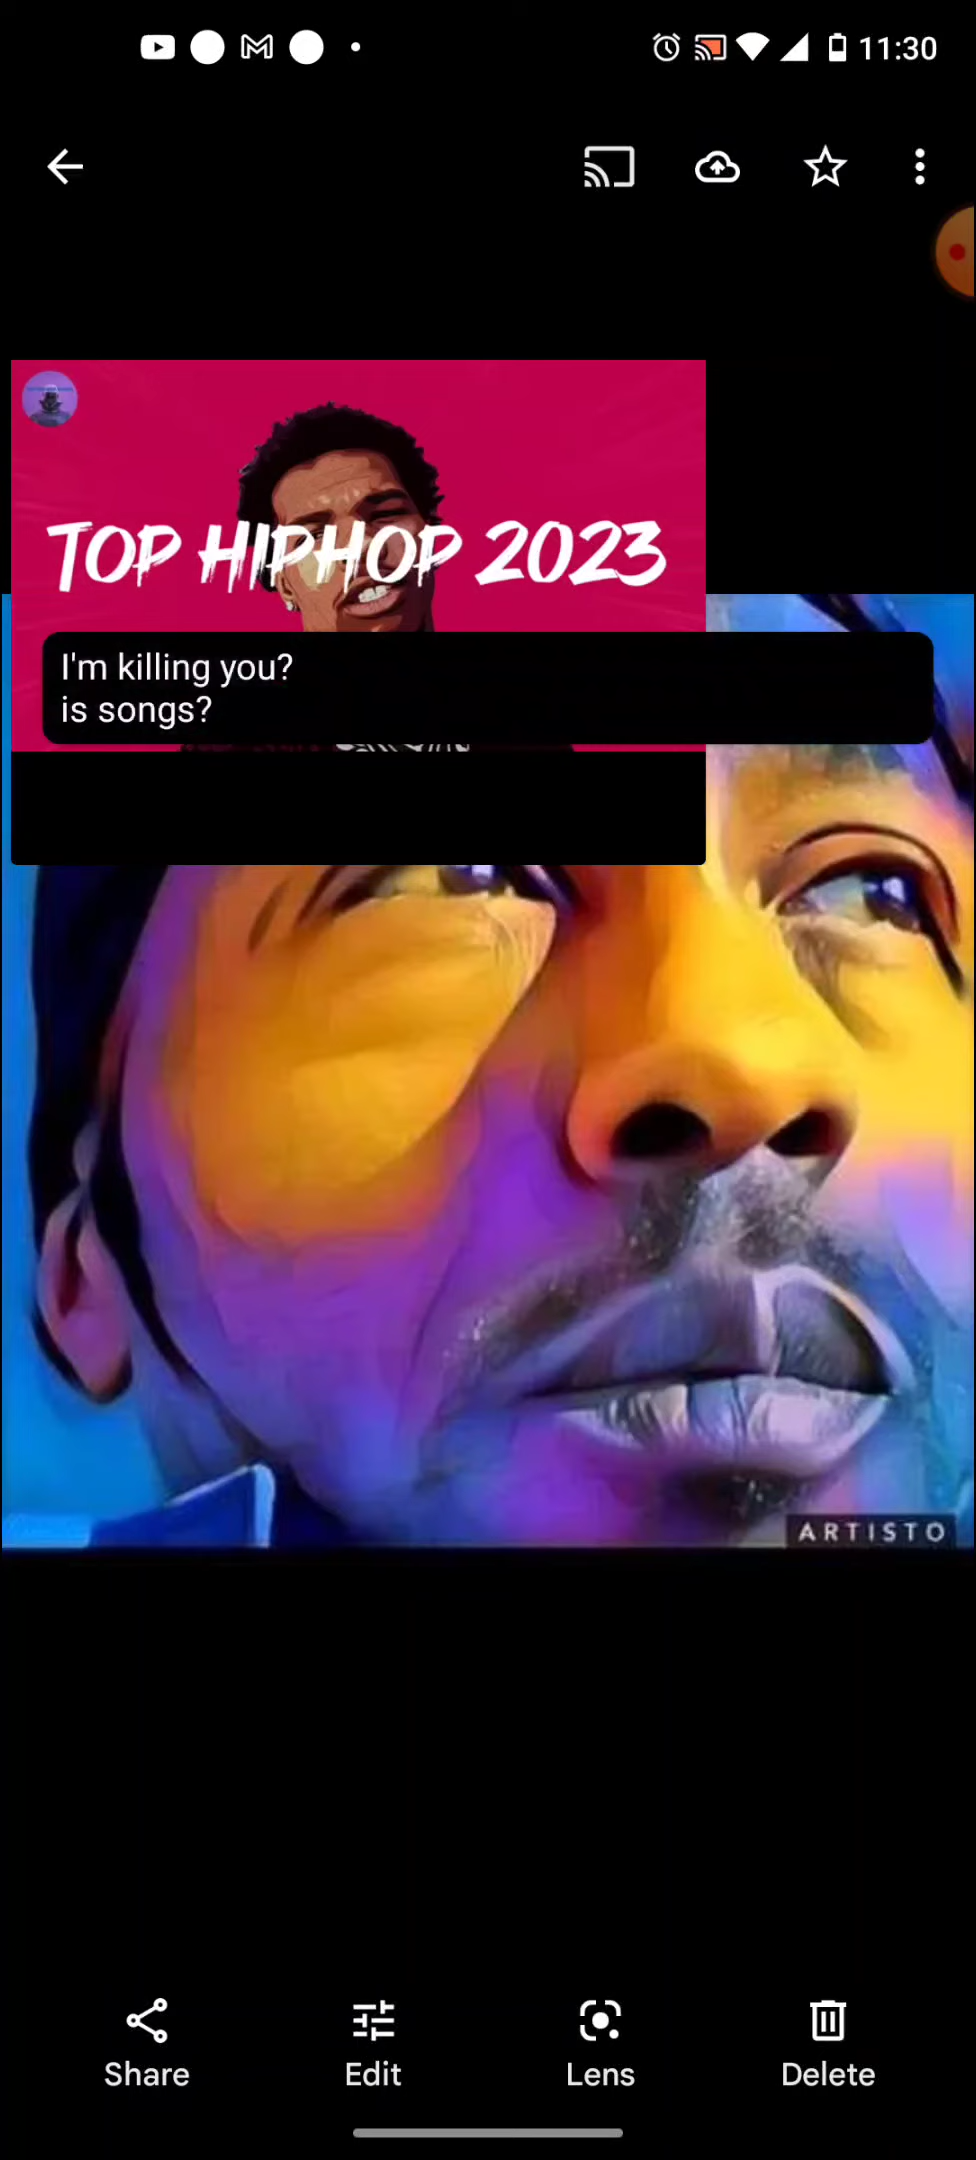 11:30
TOP HIPHOP 2023
I'm killing you?
is songs?
ARTISTO
Share
Edit
Lens
Delete